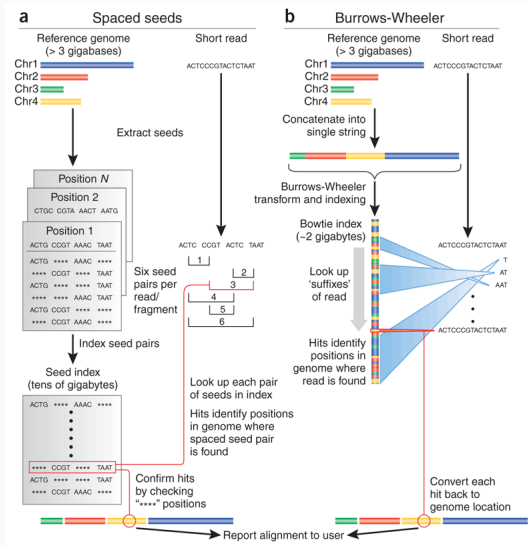 a Spaced seeds
Reference genome
(> 3 gigabases)
Short read
Chr1
Chr2
Chr3
Chr4
ACTCCCGTACTCTAAT
Extract seeds
Position N
Position 2
CTGC CGTA AACT AATG
Position 1
ACTG CCGT AAAC TAAT
ACTG **** AAAC ****
**** CCGT **** TAAT
ACTG **** **** TAAT
**** CCGT AAAC ****
ACTG CCGT **** ****
**** **** AAAC TAAT
Six seed
pairs per
read/
fragment
ACTC CCGT ACTC TAAT
1
2
3
4
5
6
Index seed pairs
Seed index
(tens of gigabytes)
ACTG **** AAAC ****
**** CCGT **** TAAT
ACTG **** **** TAAT
**** CCGT AAAC ****
Look up each pair
of seeds in index
Hits identify positions
in genome where
spaced seed pair
is found
Confirm hits
by checking
"****" positions
b Burrows-Wheeler
Reference genome
(> 3 gigabases)
Short read
Chr1
Chr2
Chr3
Chr4
ACTCCCGTACTCTAAT
Concatenate into
single string
Burrows-Wheeler
transform and indexing
Bowtie index
(~2 gigabytes)
Look up
'suffixes'
of read
ACTCCCGTACTCTAAT
T
AT
AAT
ACTCCCGTACTCTAAT
Hits identify
positions in
genome where
read is found
Convert each
hit back to
genome location
Report alignment to user